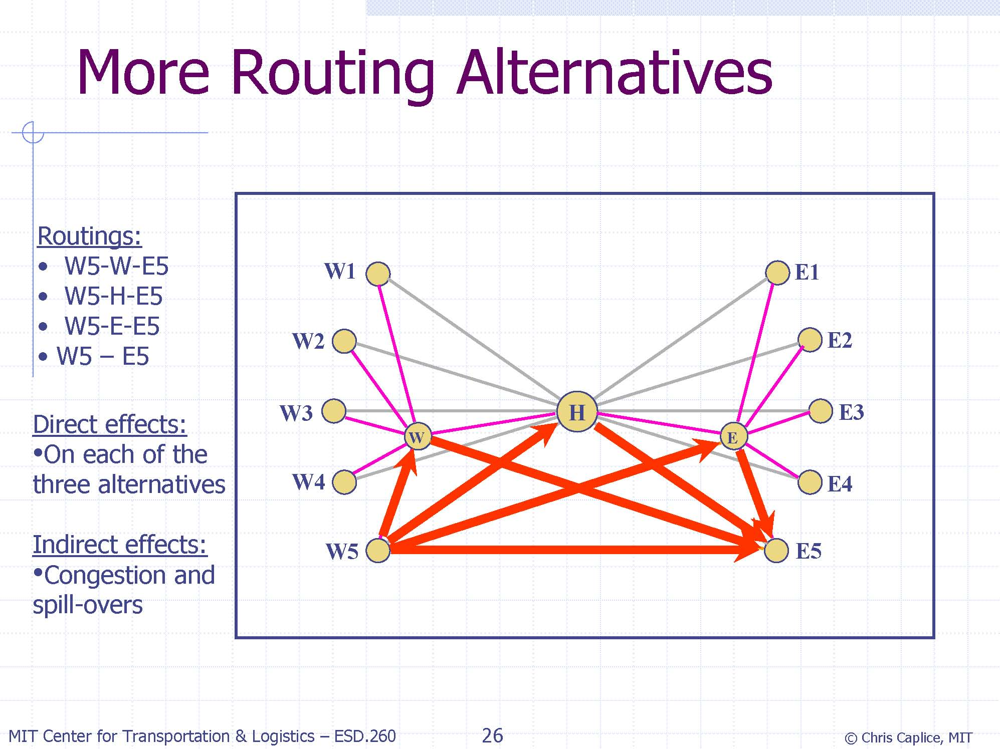 More Routing Alternatives
Routings:
• W5-W-E5
• W5-H-E5
• W5-E-E5
• W5 – E5
Direct effects:
•On each of the
three alternatives
Indirect effects:
•Congestion and
spill-overs
W1
W2
W3
W4
W5
W
H
E
E1
E2
E3
E4
E5
MIT Center for Transportation & Logistics – ESD.260
26
© Chris Caplice, MIT